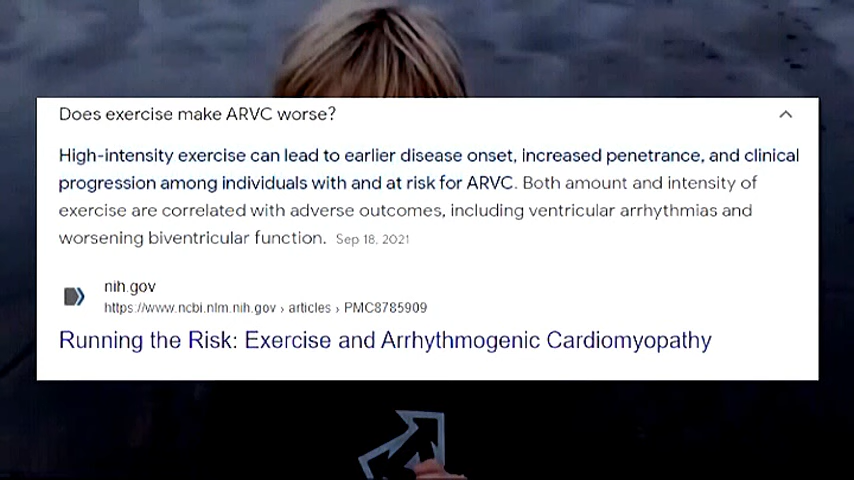 Does exercise make ARVC worse?
High-intensity exercise can lead to earlier disease onset, increased penetrance, and clinical
progression among individuals with and at risk for ARVC. Both amount and intensity of
exercise are correlated with adverse outcomes, including ventricular arrhythmias and
worsening biventricular function. Sep 18, 2021
nih.gov
https://www.ncbi.nlm.nih.gov › articles › PMC8785909
Running the Risk: Exercise and Arrhythmogenic Cardiomyopathy